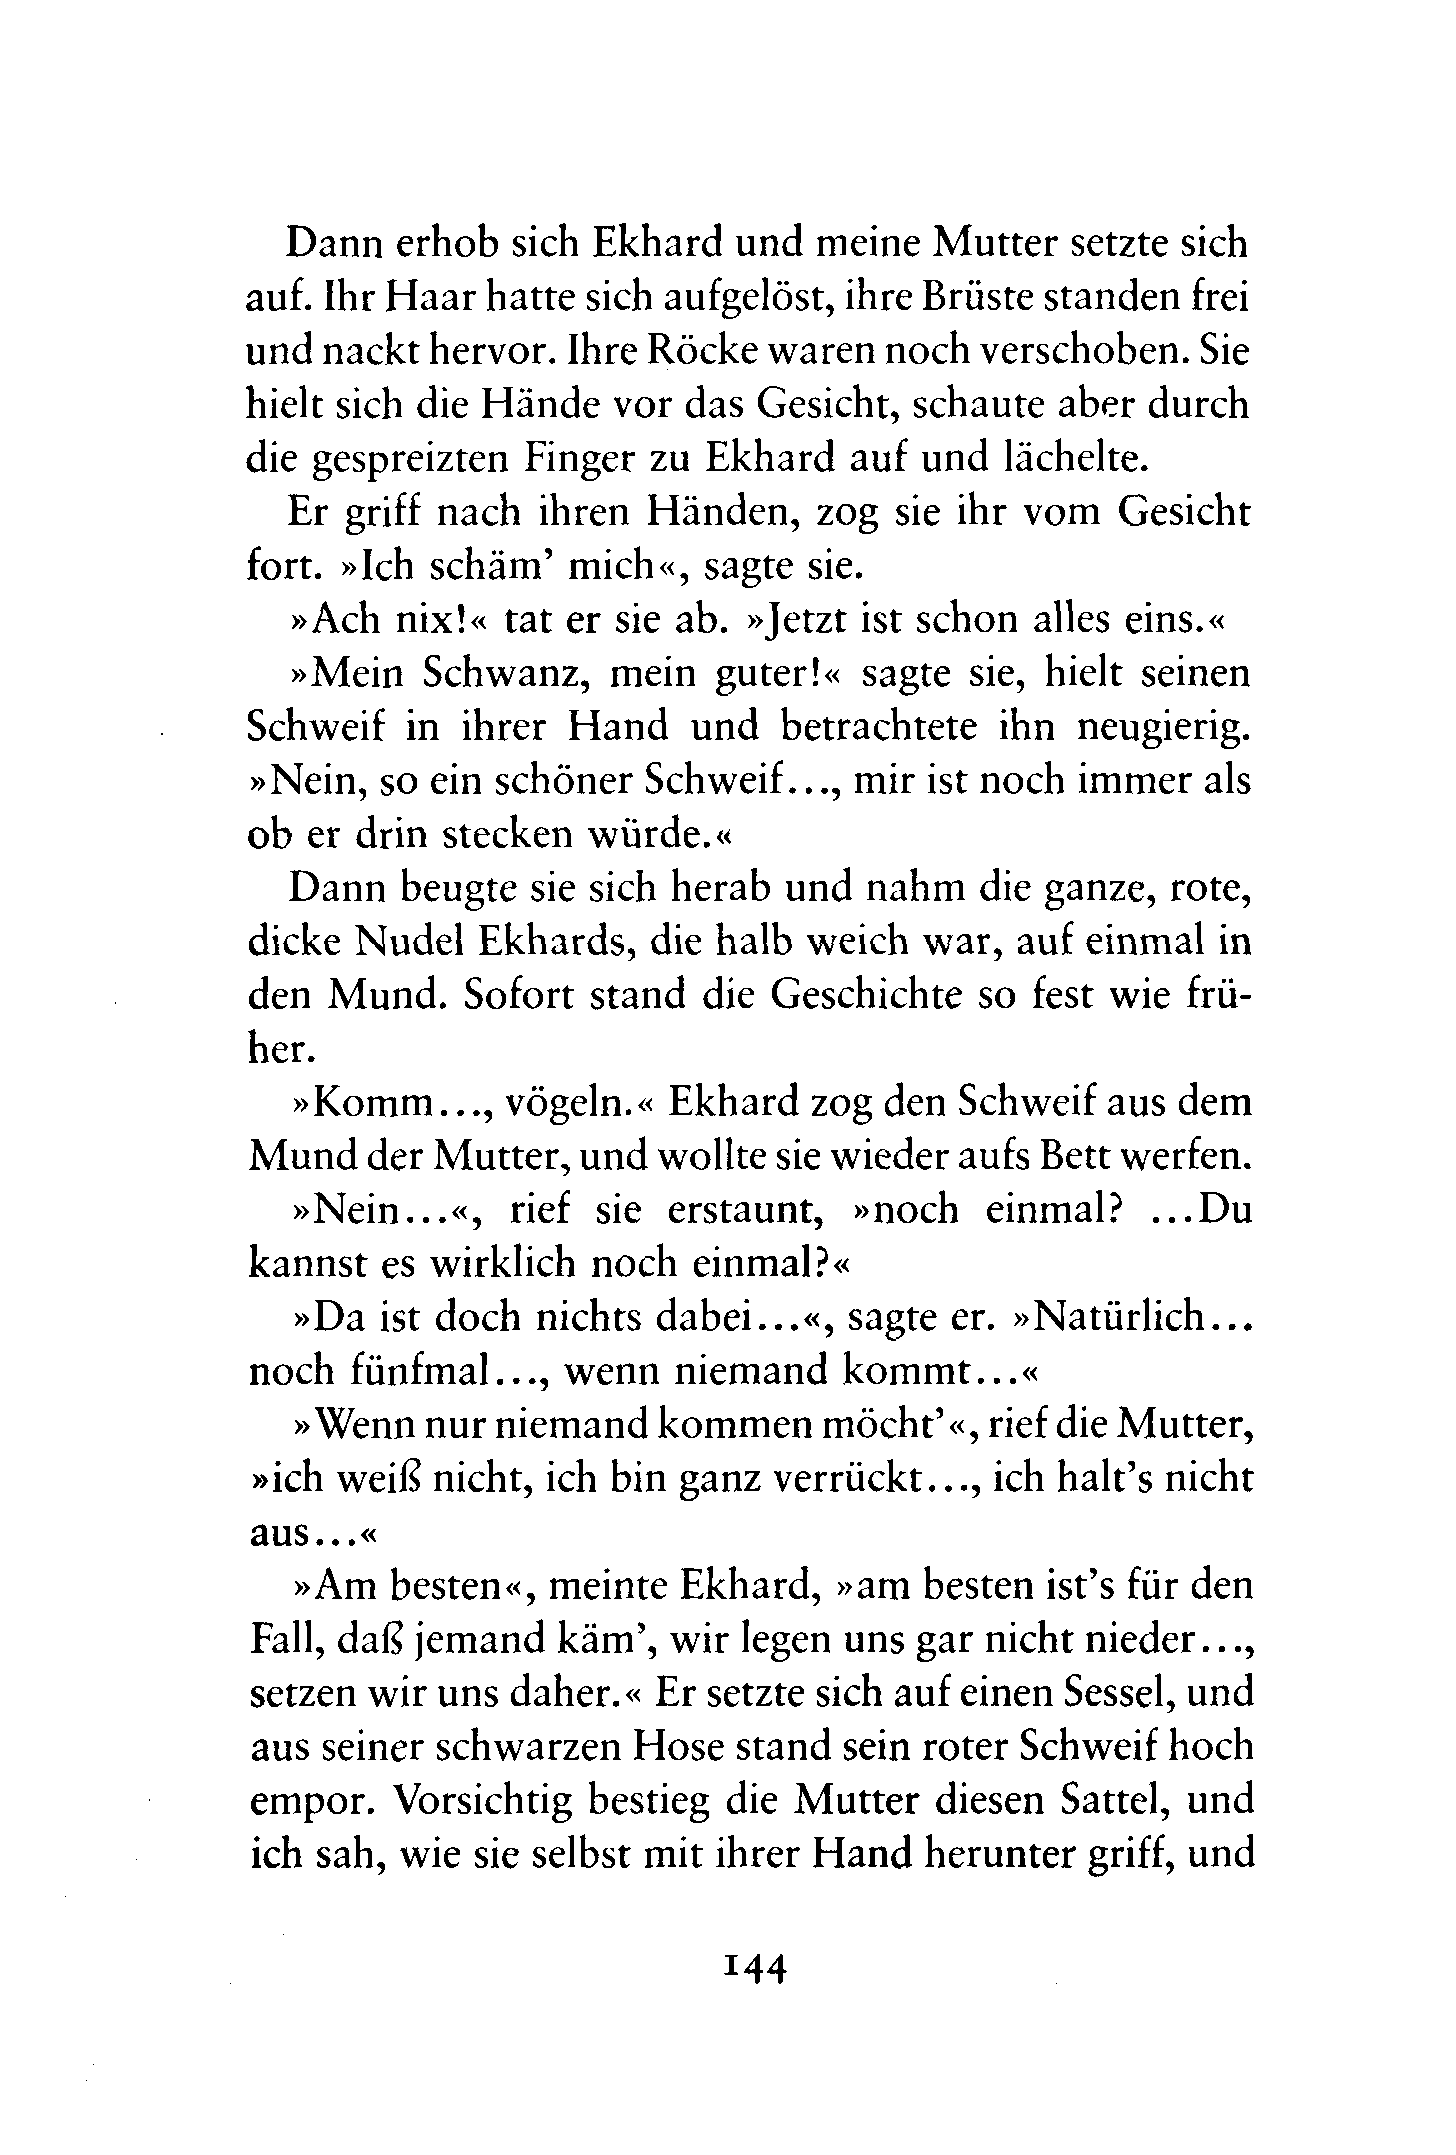 Dann erhob sich Ekhard und meine Mutter setzte sich
auf. Ihr Haar hatte sich aufgelöst, ihre Brüste standen frei
und nackt hervor. Ihre Röcke waren noch verschoben. Sie
hielt sich die Hände vor das Gesicht, schaute aber durch
die gespreizten Finger zu Ekhard auf und lächelte.
Er griff nach ihren Händen, zog sie ihr vom Gesicht
fort. »Ich schäm’ mich«, sagte sie.
»Ach nix!« tat er sie ab. »Jetzt ist schon alles eins.«
»Mein Schwanz, mein guter!« sagte sie, hielt seinen
Schweif in ihrer Hand und betrachtete ihn neugierig.
»Nein, so ein schöner Schweif..., mir ist noch immer als
ob er drin stecken würde.«
Dann beugte sie sich herab und nahm die ganze, rote,
dicke Nudel Ekhards, die halb weich war, auf einmal in
den Mund. Sofort stand die Geschichte so fest wie frü-
her.
»Komm..., vögeln.« Ekhard zog den Schweif aus dem
Mund der Mutter, und wollte sie wieder aufs Bett werfen.
»Nein...«, rief sie erstaunt, »noch einmal? ...Du
kannst es wirklich noch einmal?«
»Da ist doch nichts dabei...«, sagte er. »Natürlich...
noch fünfmal..., wenn niemand kommt...«
»Wenn nur niemand kommen möcht’«, rief die Mutter,
»ich weiß nicht, ich bin ganz verrückt..., ich halt’s nicht
aus...«
»Am besten«, meinte Ekhard, »am besten ist’s für den
Fall, daß jemand käm’, wir legen uns gar nicht nieder...,
setzen wir uns daher.« Er setzte sich auf einen Sessel, und
aus seiner schwarzen Hose stand sein roter Schweif hoch
empor. Vorsichtig bestieg die Mutter diesen Sattel, und
ich sah, wie sie selbst mit ihrer Hand herunter griff, und
144